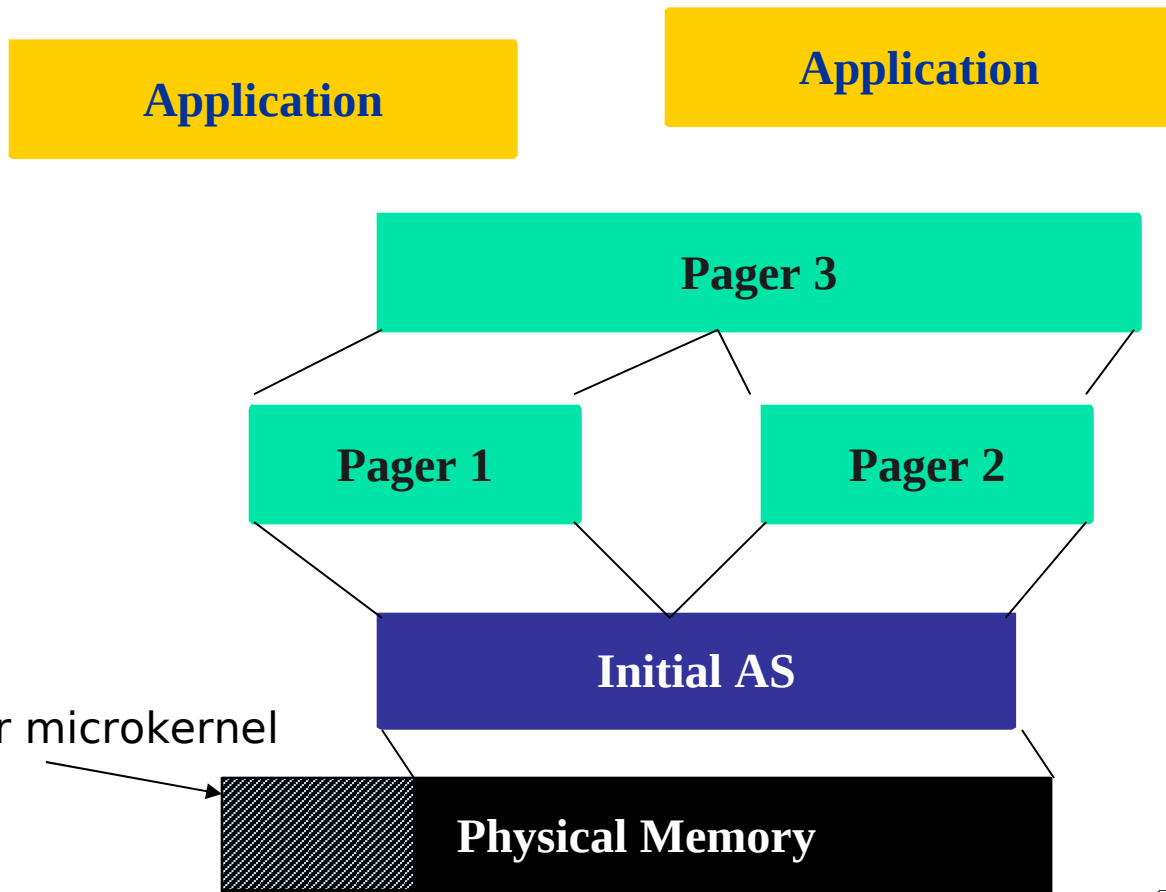 Application
Application
Pager 3
Pager 1
Pager 2
Initial AS
r microkernel
Physical Memory